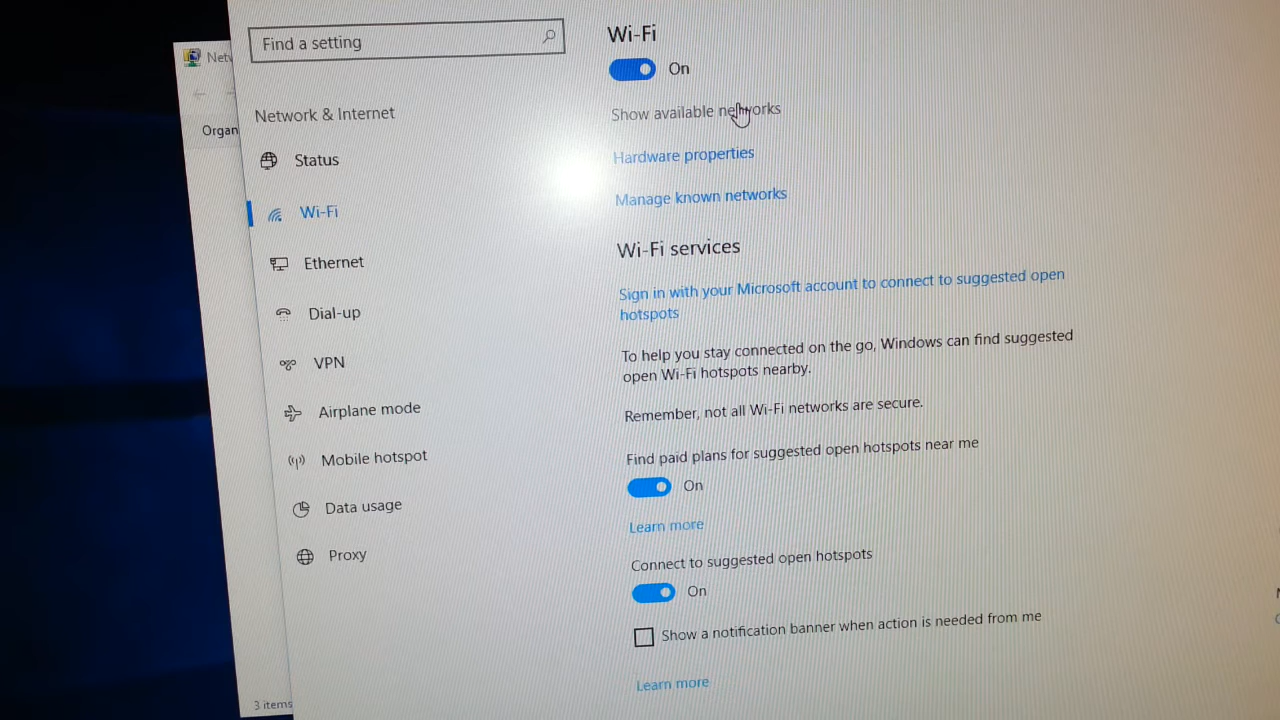 Find a setting
Network & Internet
Status
Wi-Fi
Ethernet
Dial-up
VPN
Airplane mode
Mobile hotspot
Data usage
Proxy
Wi-Fi
On
Show available networks
Hardware properties
Manage known networks
Wi-Fi services
Sign in with your Microsoft account to connect to suggested open
hotspots
To help you stay connected on the go, Windows can find suggested
open Wi-Fi hotspots nearby.
Remember, not all Wi-Fi networks are secure.
Find paid plans for suggested open hotspots near me
On
Learn more
Connect to suggested open hotspots
On
Show a notification banner when action is needed from me
Learn more
Netw
Organ
3 items